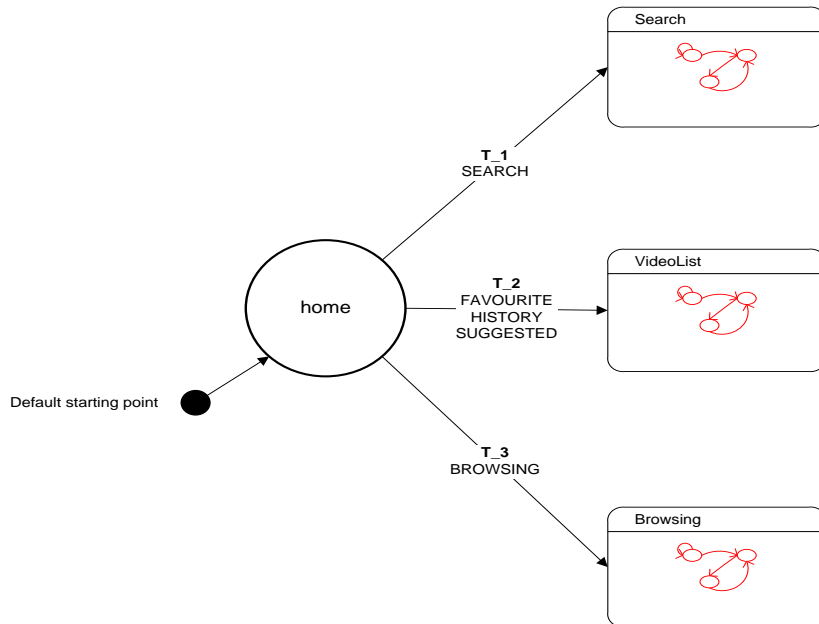 Search
T_1
SEARCH
VideoList
T_2
FAVOURITE
HISTORY
SUGGESTED
home
Default starting point
T_3
BROWSING
Browsing